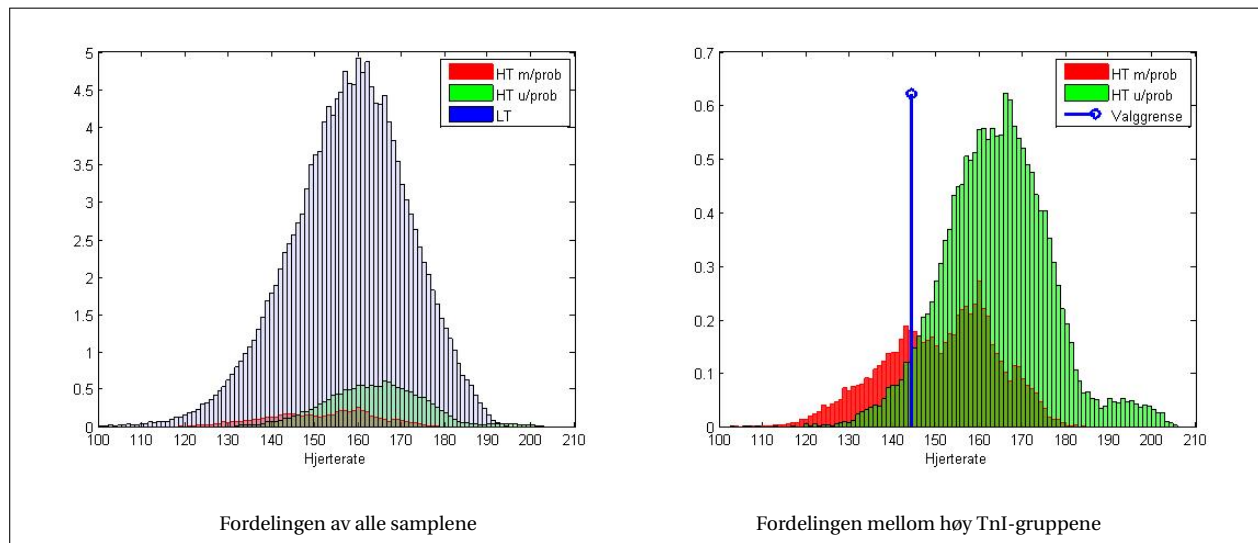 5
4.5
4
3.5
3
2.5
2
1.5
1
0.5
0
100 110 120 130 140 150 160 170 180 190 200 210
Hjerterate
HT m/prob
HT u/prob
LT
Fordelingen av alle samplene
0.7
0.6
0.5
0.4
0.3
0.2
0.1
0
100 110 120 130 140 150 160 170 180 190 200 210
Hjerterate
HT m/prob
HT u/prob
Valggrense
Fordelingen mellom høy TnI-gruppene